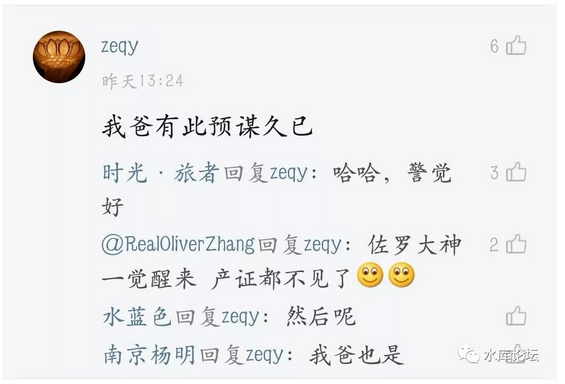 zeqy 6
昨天13:24
我爸有此预谋久已
时光·旅者回复zeqy：哈哈，警觉 3
好
@RealOliverZhang回复zeqy：佐罗大神 2
一觉醒来 产证都不见了
水蓝色回复zeqy：然后呢
南京杨明回复zeqy：我爸也是
水库论坛